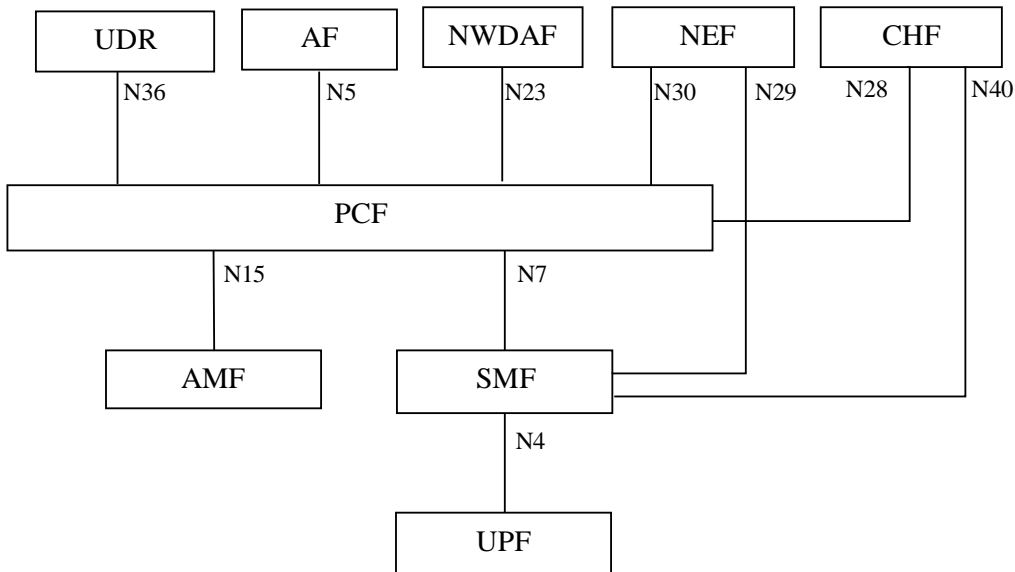 UDR
AF
NWDAF
NEF
CHF
N36
N5
N23
N30
N29
N28
N40
PCF
N15
N7
AMF
SMF
N4
UPF